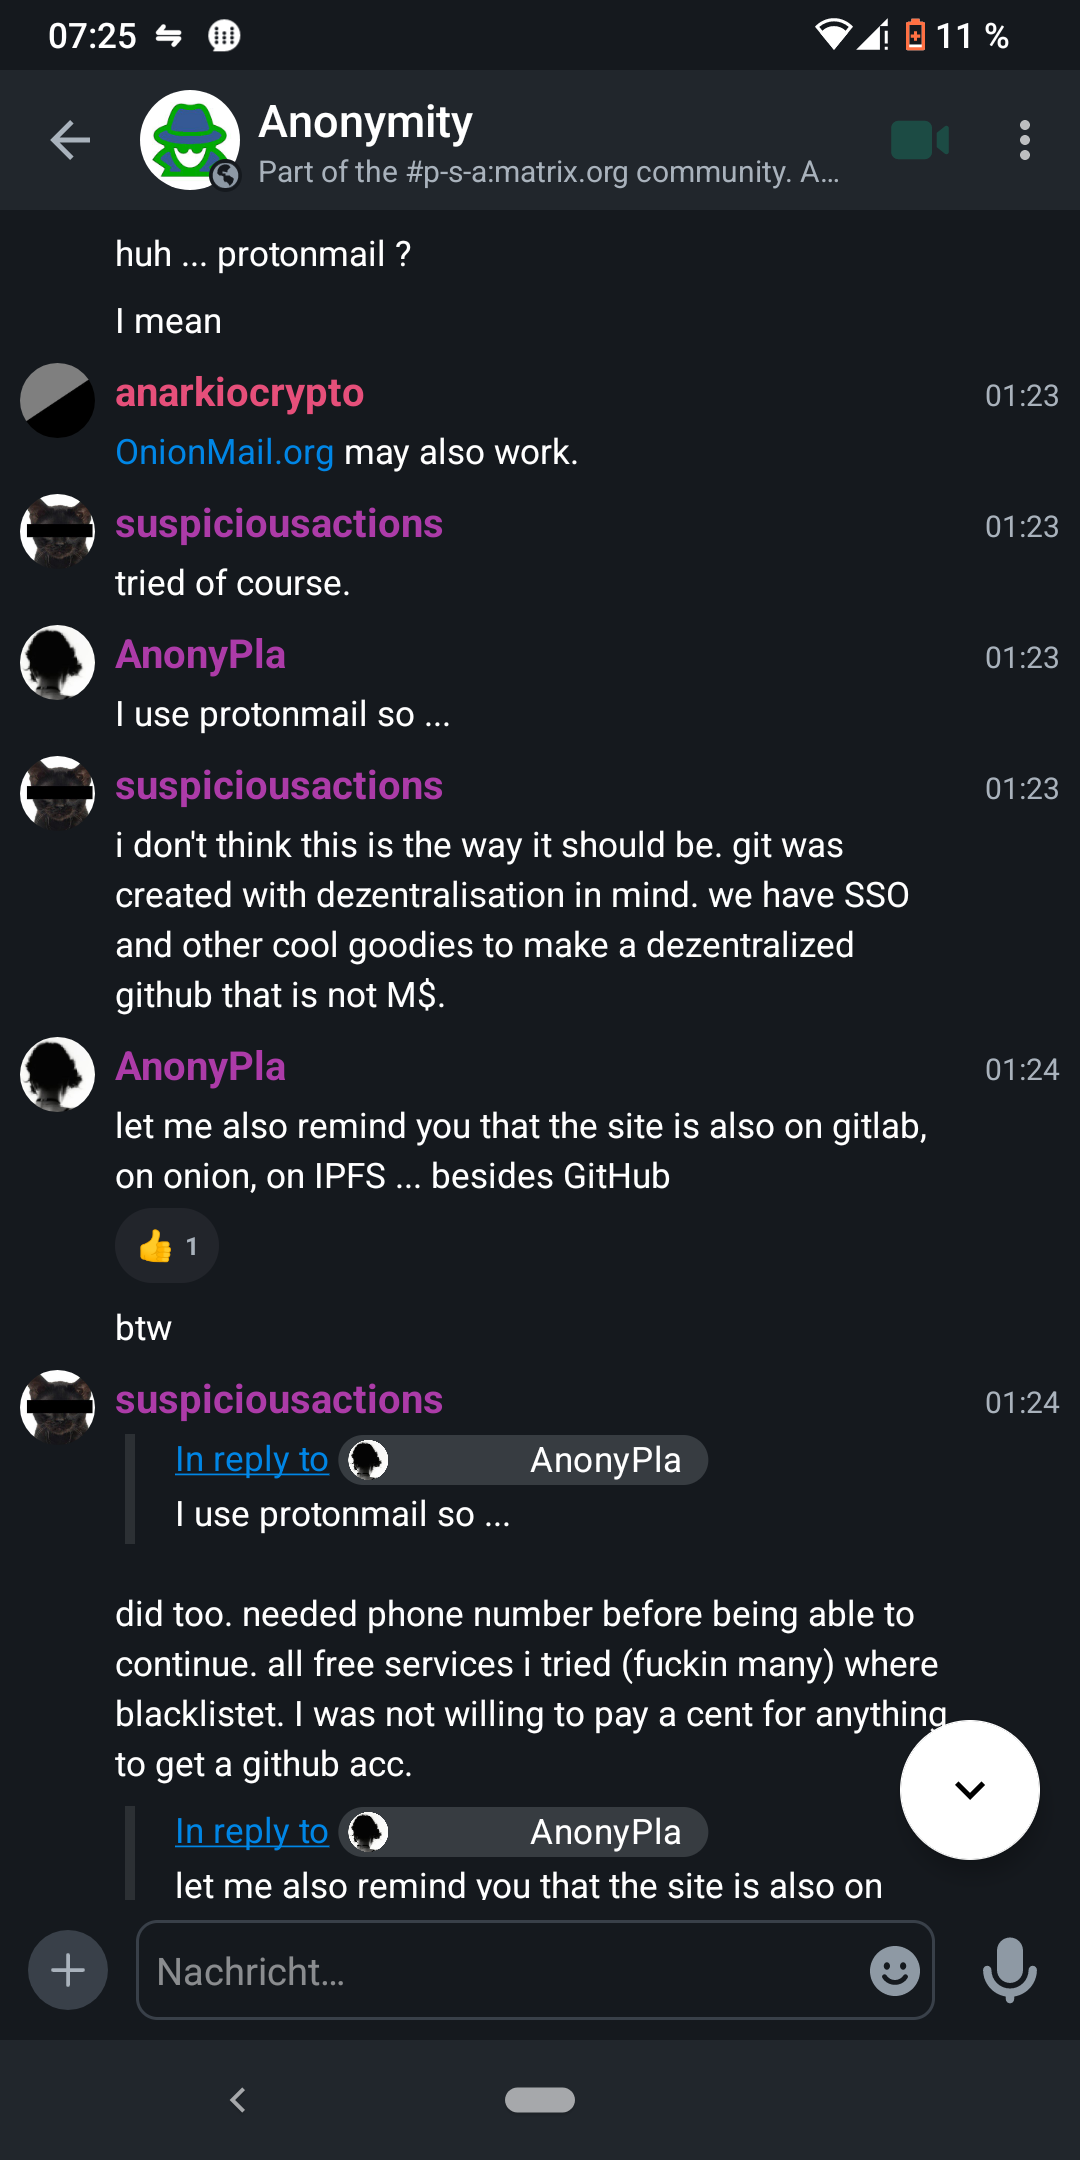 07:25
11 %
Anonymity
Part of the #p-s-a:matrix.org community. A...
huh ... protonmail ?
I mean
anarkiocrypto
01:23
OnionMail.org may also work.
suspiciousactions
01:23
tried of course.
AnonyPla
01:23
I use protonmail so ...
suspiciousactions
01:23
i don't think this is the way it should be. git was
created with dezentralisation in mind. we have SSO
and other cool goodies to make a dezentralized
github that is not M$.
AnonyPla
01:24
let me also remind you that the site is also on gitlab,
on onion, on IPFS ... besides GitHub
👍 1
btw
suspiciousactions
01:24
In reply to AnonyPla
I use protonmail so ...
did too. needed phone number before being able to
continue. all free services i tried (fuckin many) where
blacklistet. I was not willing to pay a cent for anything
to get a github acc.
In reply to AnonyPla
let me also remind you that the site is also on
Nachricht...